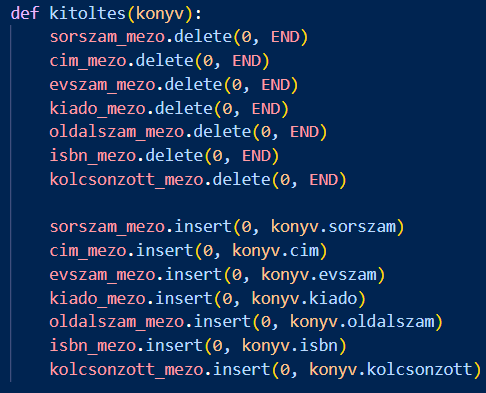 def kitoltes(konyv):
    sorszam_mezo.delete(0, END)
    cim_mezo.delete(0, END)
    evszam_mezo.delete(0, END)
    kiado_mezo.delete(0, END)
    oldalszam_mezo.delete(0, END)
    isbn_mezo.delete(0, END)
    kolcsonzott_mezo.delete(0, END)

    sorszam_mezo.insert(0, konyv.sorszam)
    cim_mezo.insert(0, konyv.cim)
    evszam_mezo.insert(0, konyv.evszam)
    kiado_mezo.insert(0, konyv.kiado)
    oldalszam_mezo.insert(0, konyv.oldalszam)
    isbn_mezo.insert(0, konyv.isbn)
    kolcsonzott_mezo.insert(0, konyv.kolcsonzott)